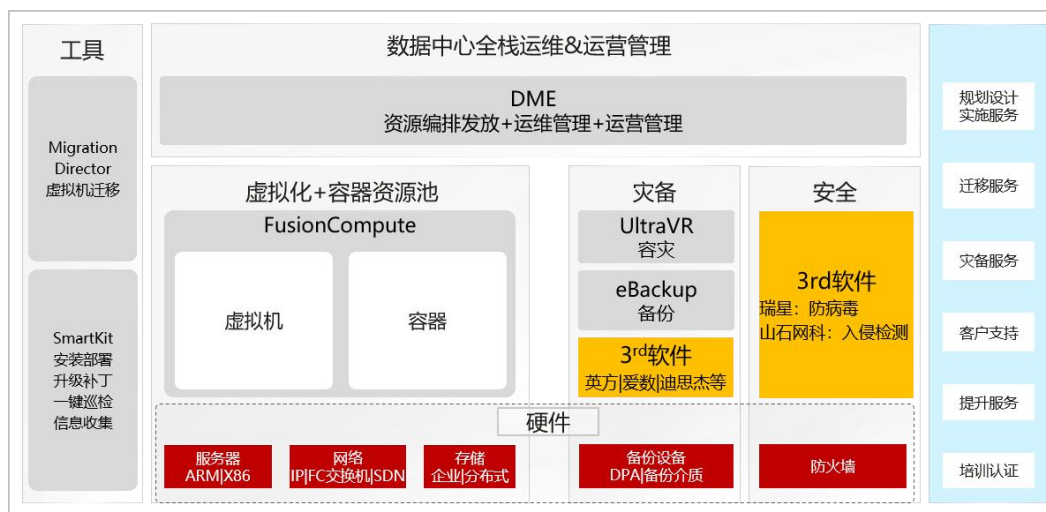 工具
Migration
Director
虚拟机迁移
SmartKit
安装部署
升级补丁
一键巡检
信息收集
数据中心全栈运维&运营管理
DME
资源编排发放+运维管理+运营管理
虚拟化+容器资源池
FusionCompute
虚拟机
容器
灾备
UltraVR
容灾
eBackup
备份
3rd软件
英方|爱数|迪思杰等
安全
3rd软件
瑞星：防病毒
山石网科：入侵检测
硬件
服务器
ARM|X86
网络
IP|FC交换机|SDN
存储
企业|分布式
备份设备
DPA|备份介质
防火墙
规划设计
实施服务
迁移服务
灾备服务
客户支持
提升服务
培训认证